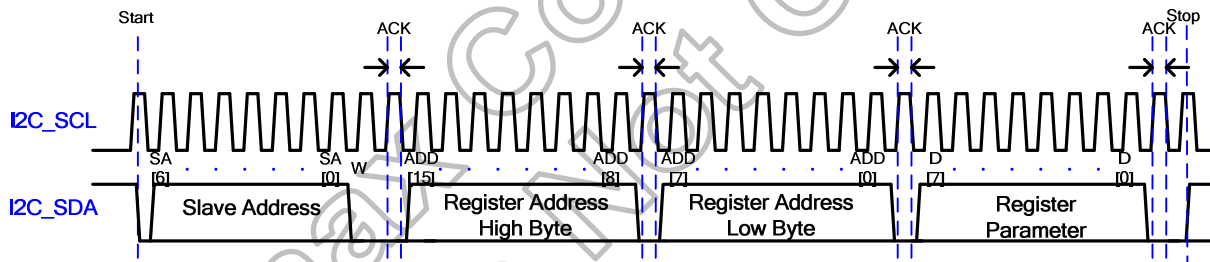 Start
ACK
ACK
ACK
ACK
Stop
I2C_SCL
SA
[6]
SA
[0]
W
ADD
[15]
ADD
[8]
ADD
[7]
ADD
[0]
D
[7]
D
[0]
I2C_SDA
Slave Address
Register Address
High Byte
Register Address
Low Byte
Register
Parameter
Not